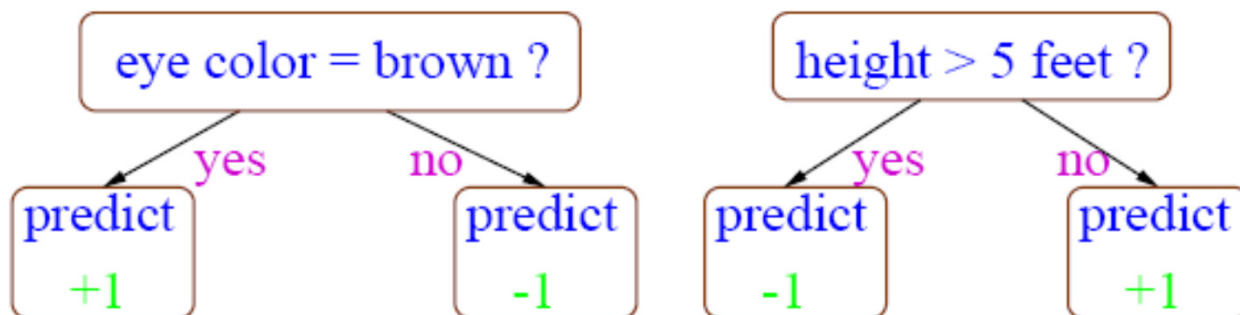 eye color = brown ?
height > 5 feet ?
yes
no
yes
no
predict
+1
predict
-1
predict
-1
predict
+1